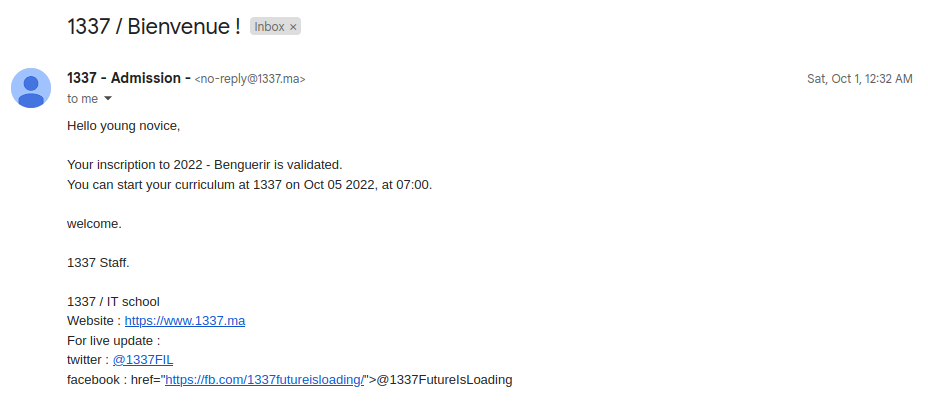 1337 / Bienvenue ! Inbox ×
1337 - Admission - <no-reply@1337.ma> Sat, Oct 1, 12:32 AM
to me
Hello young novice,
Your inscription to 2022 - Benguerir is validated.
You can start your curriculum at 1337 on Oct 05 2022, at 07:00.
welcome.
1337 Staff.
1337 / IT school
Website : https://www.1337.ma
For live update :
twitter : @1337FIL
facebook : href="https://fb.com/1337futureisloading/">@1337FutureIsLoading